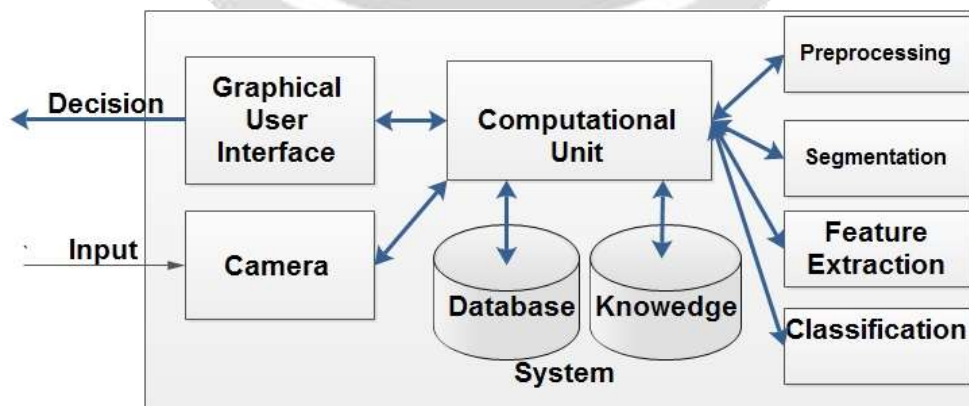 Decision
Graphical
User
Interface
Input
Camera
Computational
Unit
Database
Knowedge
System
Preprocessing
Segmentation
Feature
Extraction
Classification